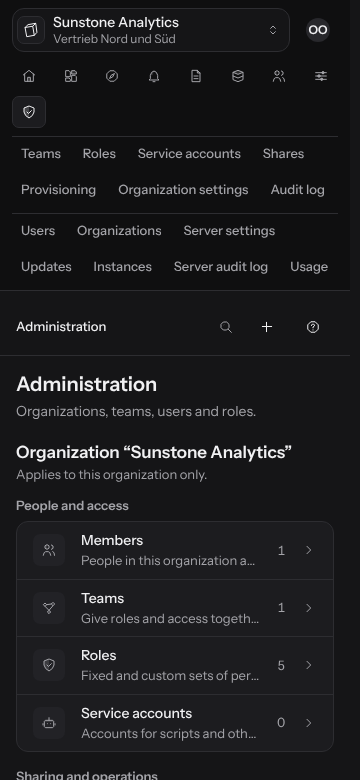 Sunstone Analytics
Vertrieb Nord und Süd
OO
Teams Roles Service accounts Shares
Provisioning Organization settings Audit log
Users Organizations Server settings
Updates Instances Server audit log Usage
Administration
Administration
Organizations, teams, users and roles.
Organization “Sunstone Analytics”
Applies to this organization only.
People and access
Members
People in this organization a...
1
Teams
Give roles and access togeth...
1
Roles
Fixed and custom sets of per...
5
Service accounts
Accounts for scripts and oth...
0
Sharing and operations